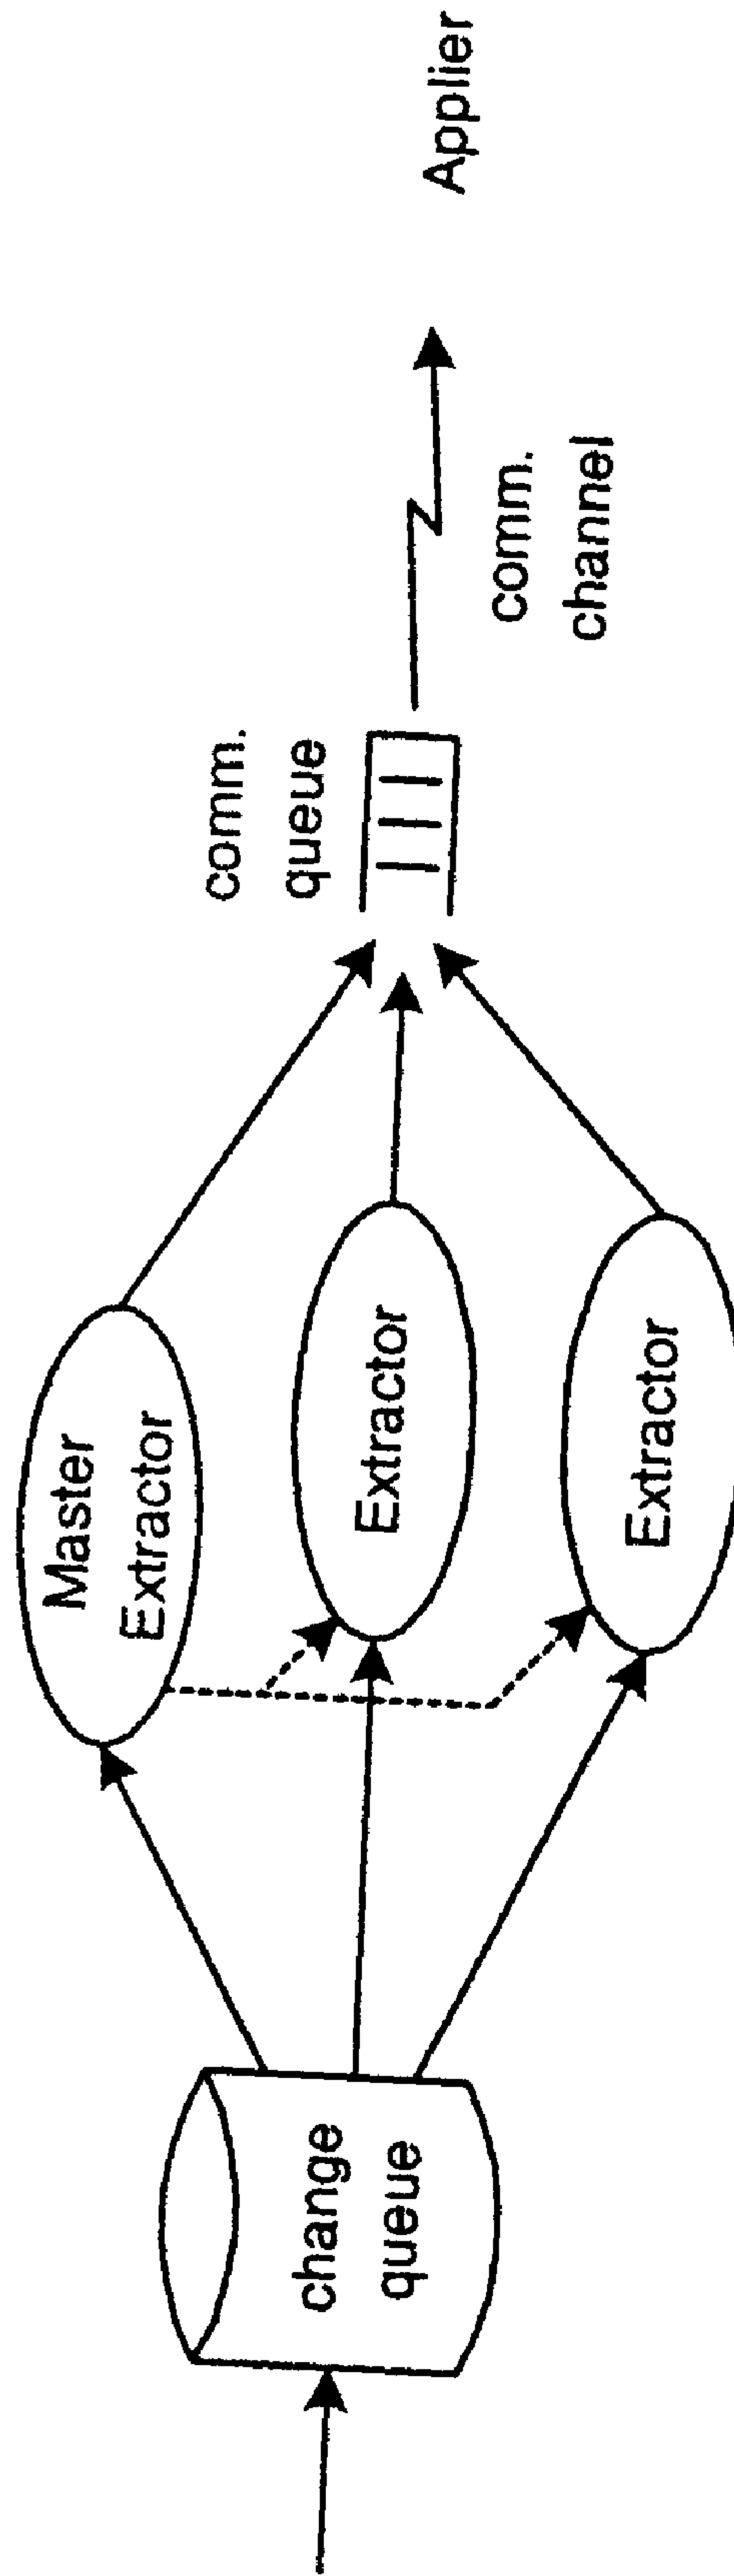 change
queue
Master
Extractor
Extractor
Extractor
comm.
queue
comm.
channel
Applier